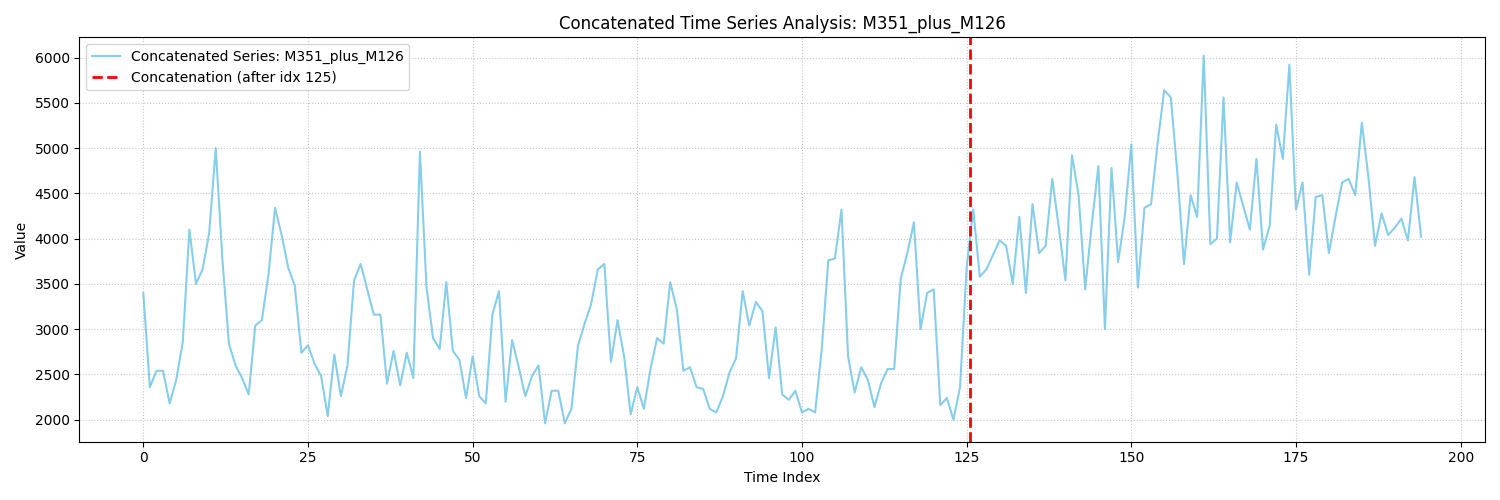 Concatenated Time Series Analysis: M351_plus_M126
Concatenated Series: M351_plus_M126
Concatenation (after idx 125)
Value
6000
5500
5000
4500
4000
3500
3000
2500
2000
0 25 50 75 100 125 150 175 200
Time Index